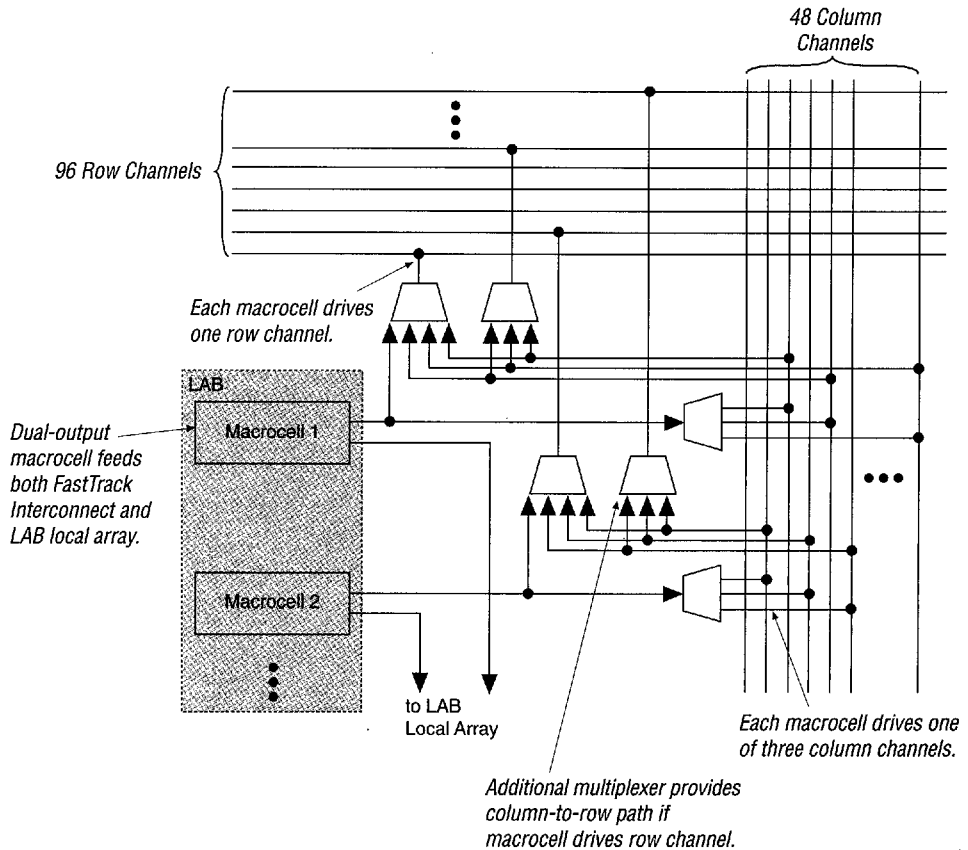 48 Column
Channels
96 Row Channels
Each macrocell drives
one row channel.
LAB
Macrocell 1
Dual-output
macrocell feeds
both FastTrack
Interconnect and
LAB local array.
Macrocell 2
to LAB
Local Array
Each macrocell drives one
of three column channels.
Additional multiplexer provides
column-to-row path if
macrocell drives row channel.